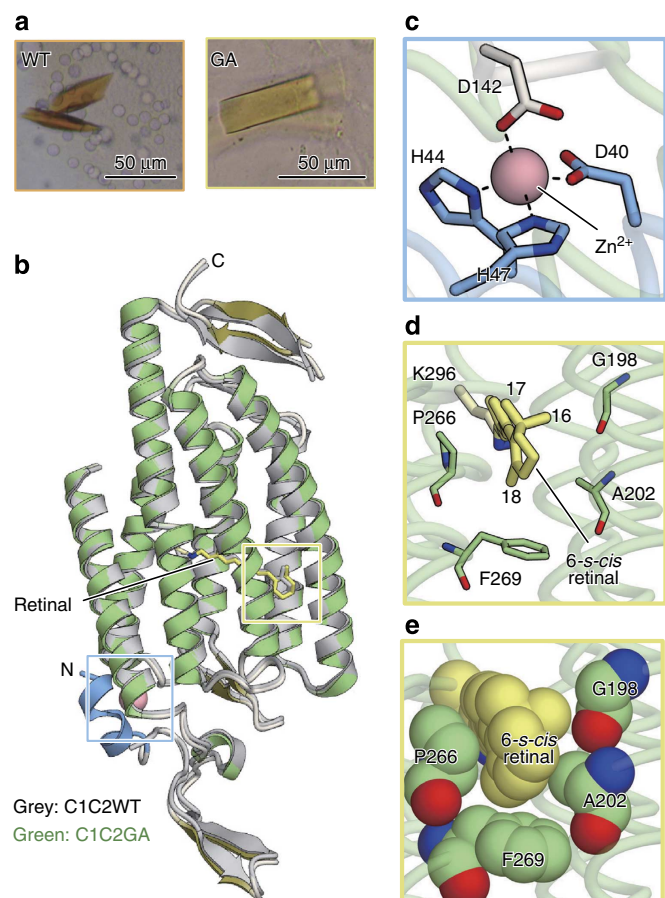 a
WT
50 μm
GA
50 μm
b
C
Retinal
N
Grey: C1C2WT
Green: C1C2GA
c
D142
H44
D40
H47
Zn²⁺
d
K296
17
G198
16
P266
18
A202
F269
6-s-cis
retinal
e
G198
6-s-cis
retinal
P266
A202
F269